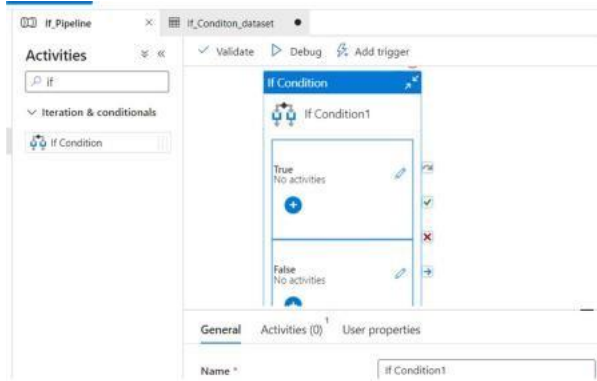 If_Pipeline
If_Conditon_dataset
Activities
Validate Debug Add trigger
if
Iteration & conditionals
If Condition
If Condition
If Condition1
True
No activities
False
No activities
General Activities (0) 1 User properties
Name *
If Condition1